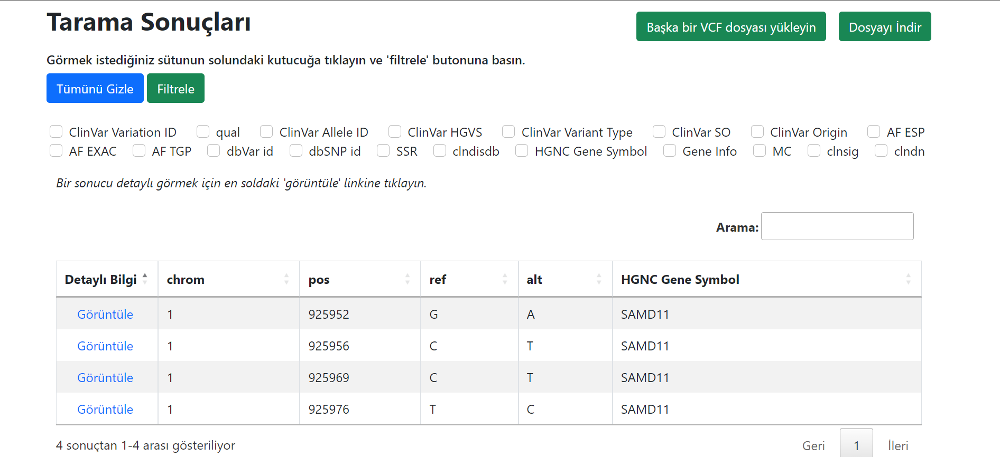 Tarama Sonuçları
Başka bir VCF dosyası yükleyin
Dosyayı İndir
Görmek istediğiniz sütunun solundaki kutucuğa tıklayın ve 'filtrele' butonuna basın.
Tümünü Gizle Filtrele
ClinVar Variation ID qual ClinVar Allele ID ClinVar HGVS ClinVar Variant Type ClinVar SO ClinVar Origin AF ESP
AF EXAC AF TGP dbVar id dbSNP id SSR clndisdb HGNC Gene Symbol Gene Info MC clnsig clndn
Bir sonucu detaylı görmek için en soldaki 'görüntüle' linkine tıklayın.
Arama:
Detaylı Bilgi chrom pos ref alt HGNC Gene Symbol
Görüntüle 1 925952 G A SAMD11
Görüntüle 1 925956 C T SAMD11
Görüntüle 1 925969 C T SAMD11
Görüntüle 1 925976 T C SAMD11
4 sonuçtan 1-4 arası gösteriliyor
Geri 1 İleri